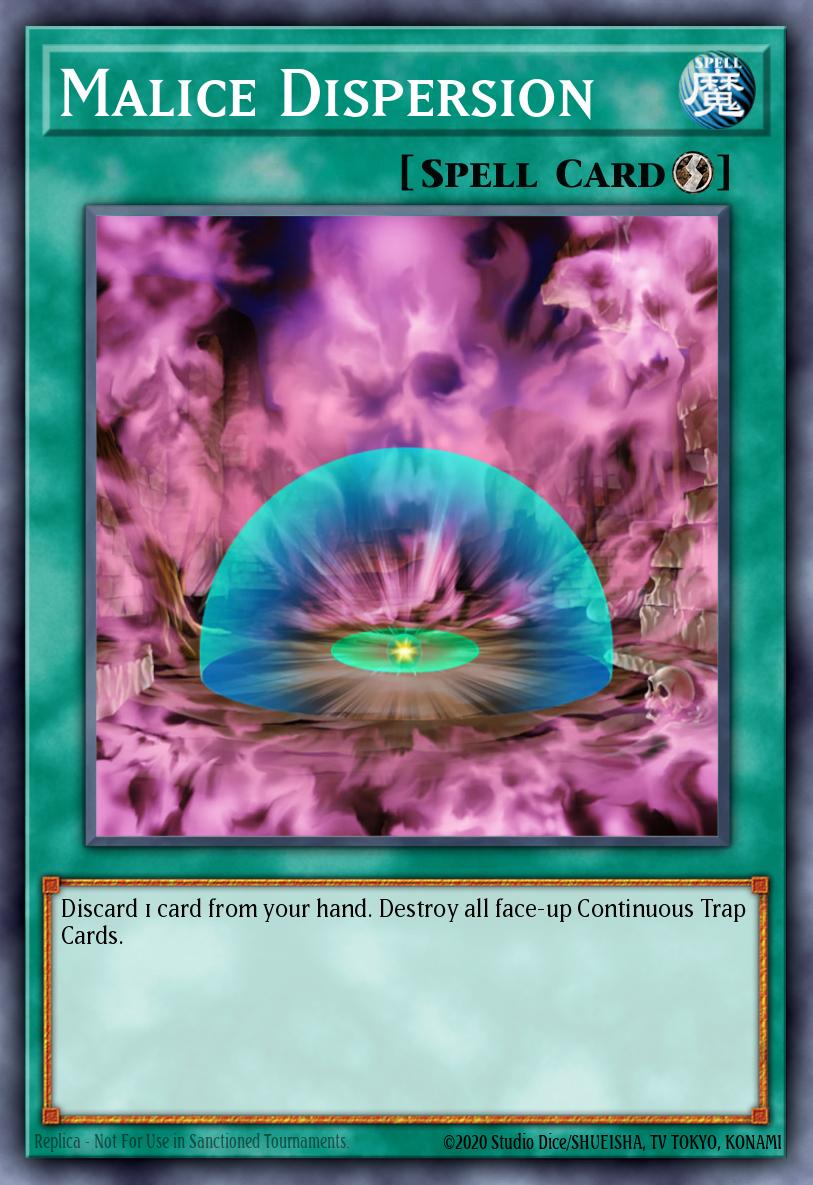 Malice Dispersion
SPELL
魔
[Spell Card]
Discard 1 card from your hand. Destroy all face-up Continuous Trap
Cards.
Replica - Not For Use in Sanctioned Tournaments.
©2020 Studio Dice/SHUEISHA, TV TOKYO, KONAMI